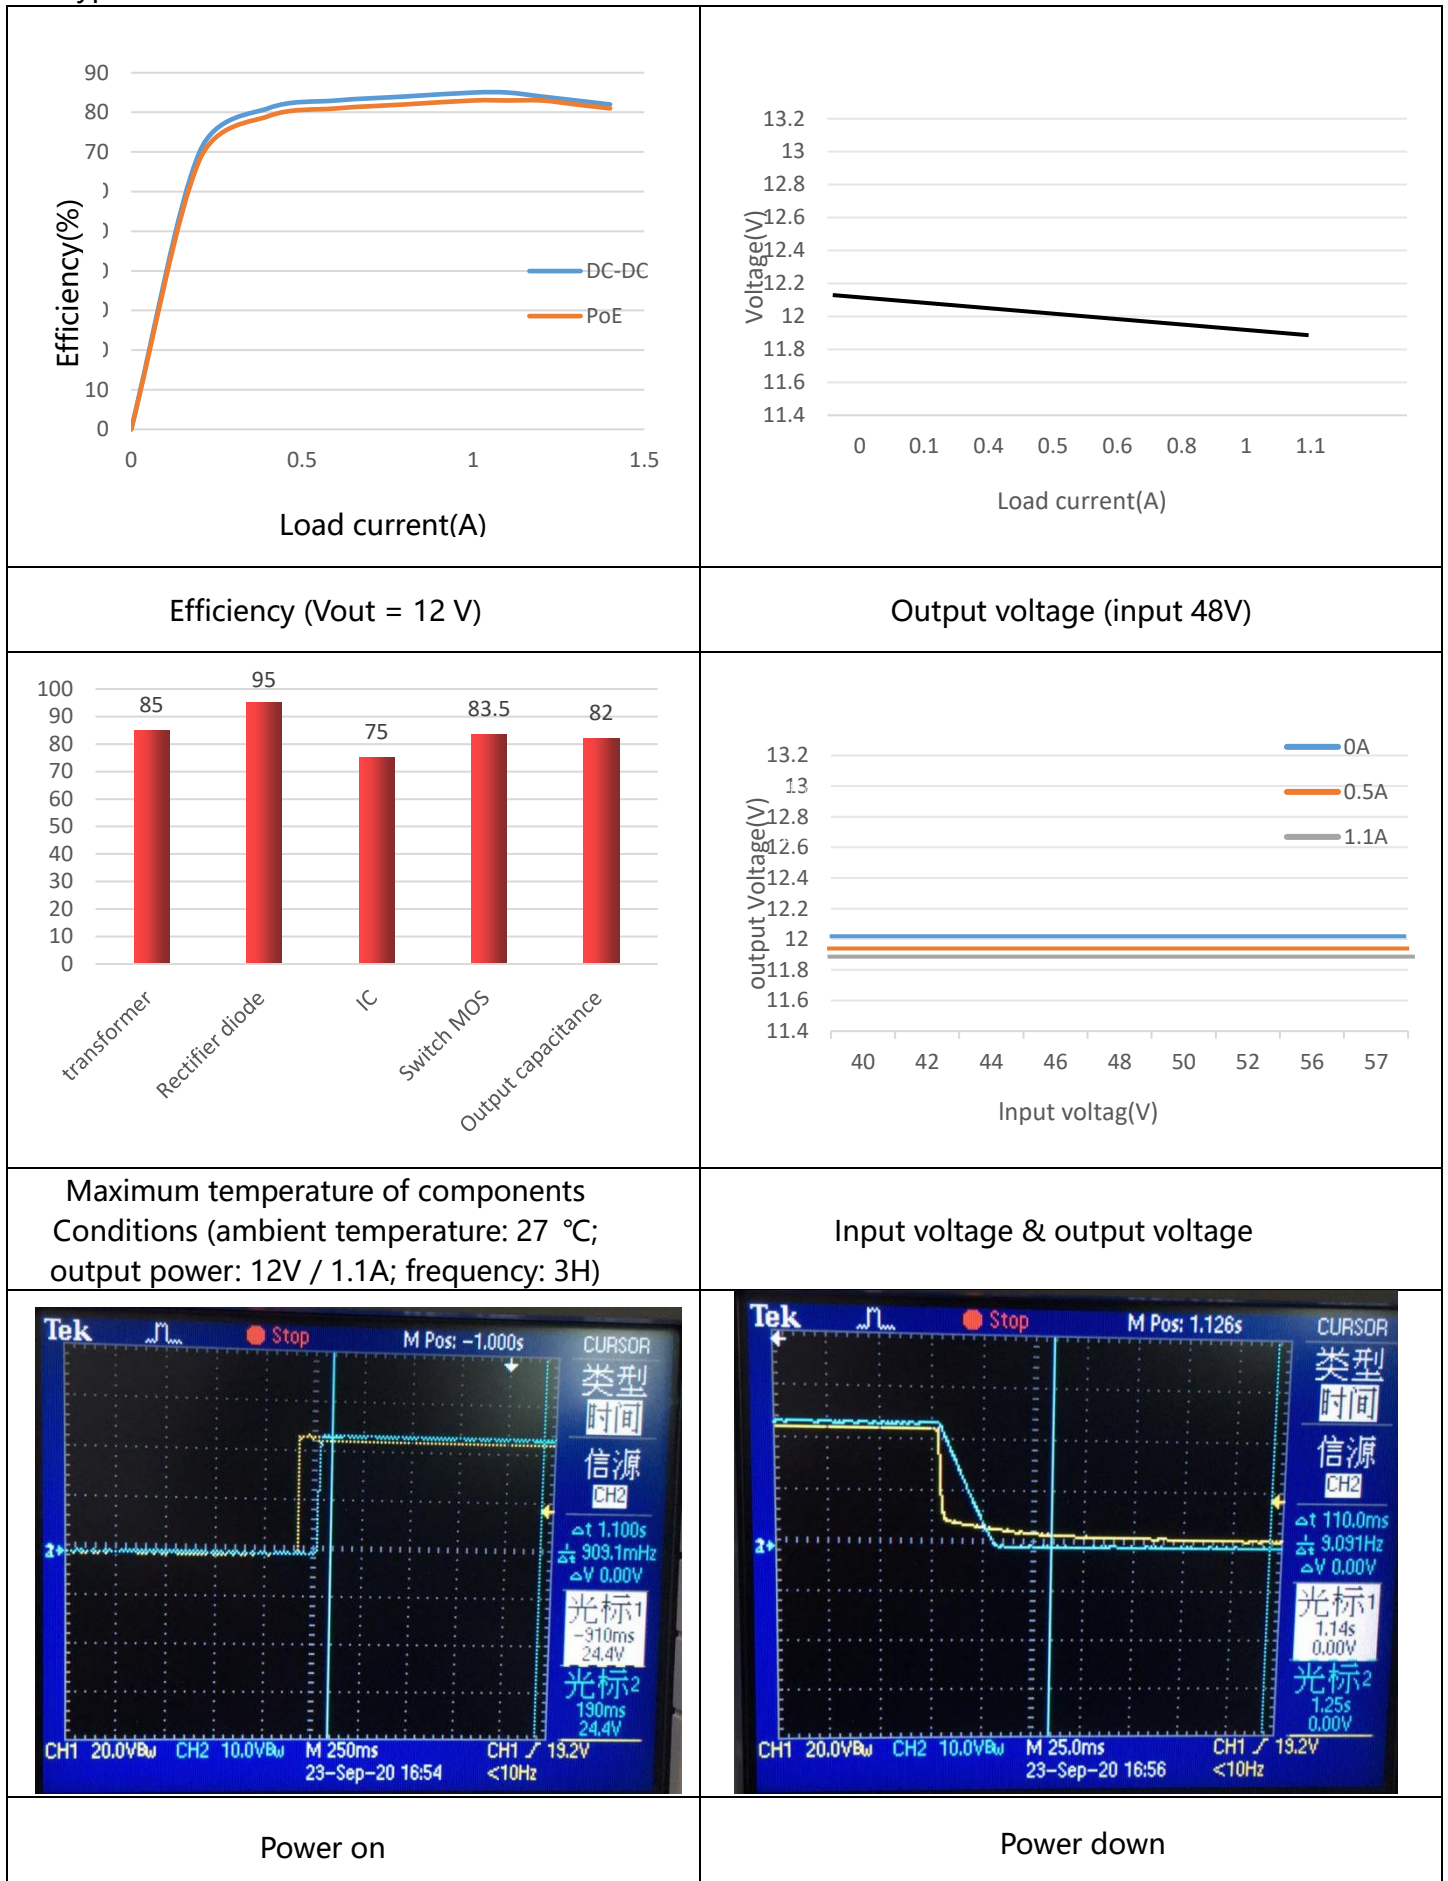 90
80
70
10
0
0
0.5
1
1.5
Efficiency(%)
DC-DC
PoE
Load current(A)
13.2
13
12.8
12.6
12.4
12.2
12
11.8
11.6
11.4
Voltage(V)
0 0.1 0.4 0.5 0.6 0.8 1 1.1
Load current(A)
Efficiency (Vout = 12 V)
Output voltage (input 48V)
100
90
80
70
60
50
40
30
20
10
0
85
95
75
83.5
82
transformer
Rectifier diode
IC
Switch MOS
Output capacitance
13.2
13
12.8
12.6
12.4
12.2
12
11.8
11.6
11.4
output Voltage(V)
0A
0.5A
1.1A
40 42 44 46 48 50 52 56 57
Input voltag(V)
Maximum temperature of components
Conditions (ambient temperature: 27 ℃;
output power: 12V / 1.1A; frequency: 3H)
Input voltage & output voltage
Tek Stop M Pos: -1.000s CURSOR
类型
时间
信源
CH2
△t 1.100s
909.1mHz
△V 0.00V
光标1
-910ms
24.4V
光标2
190ms
24.4V
2
CH1 20.0VBw CH2 10.0VBw M 250ms CH1 19.2V
23-Sep-20 16:54 <10Hz
Tek Stop M Pos: 1.126s CURSOR
类型
时间
信源
CH2
△t 110.0ms
9.091Hz
△V 0.00V
光标1
1.14s
0.00V
光标2
1.25s
0.00V
2
CH1 20.0VBw CH2 10.0VBw M 25.0ms CH1 19.2V
23-Sep-20 16:56 <10Hz
Power on
Power down